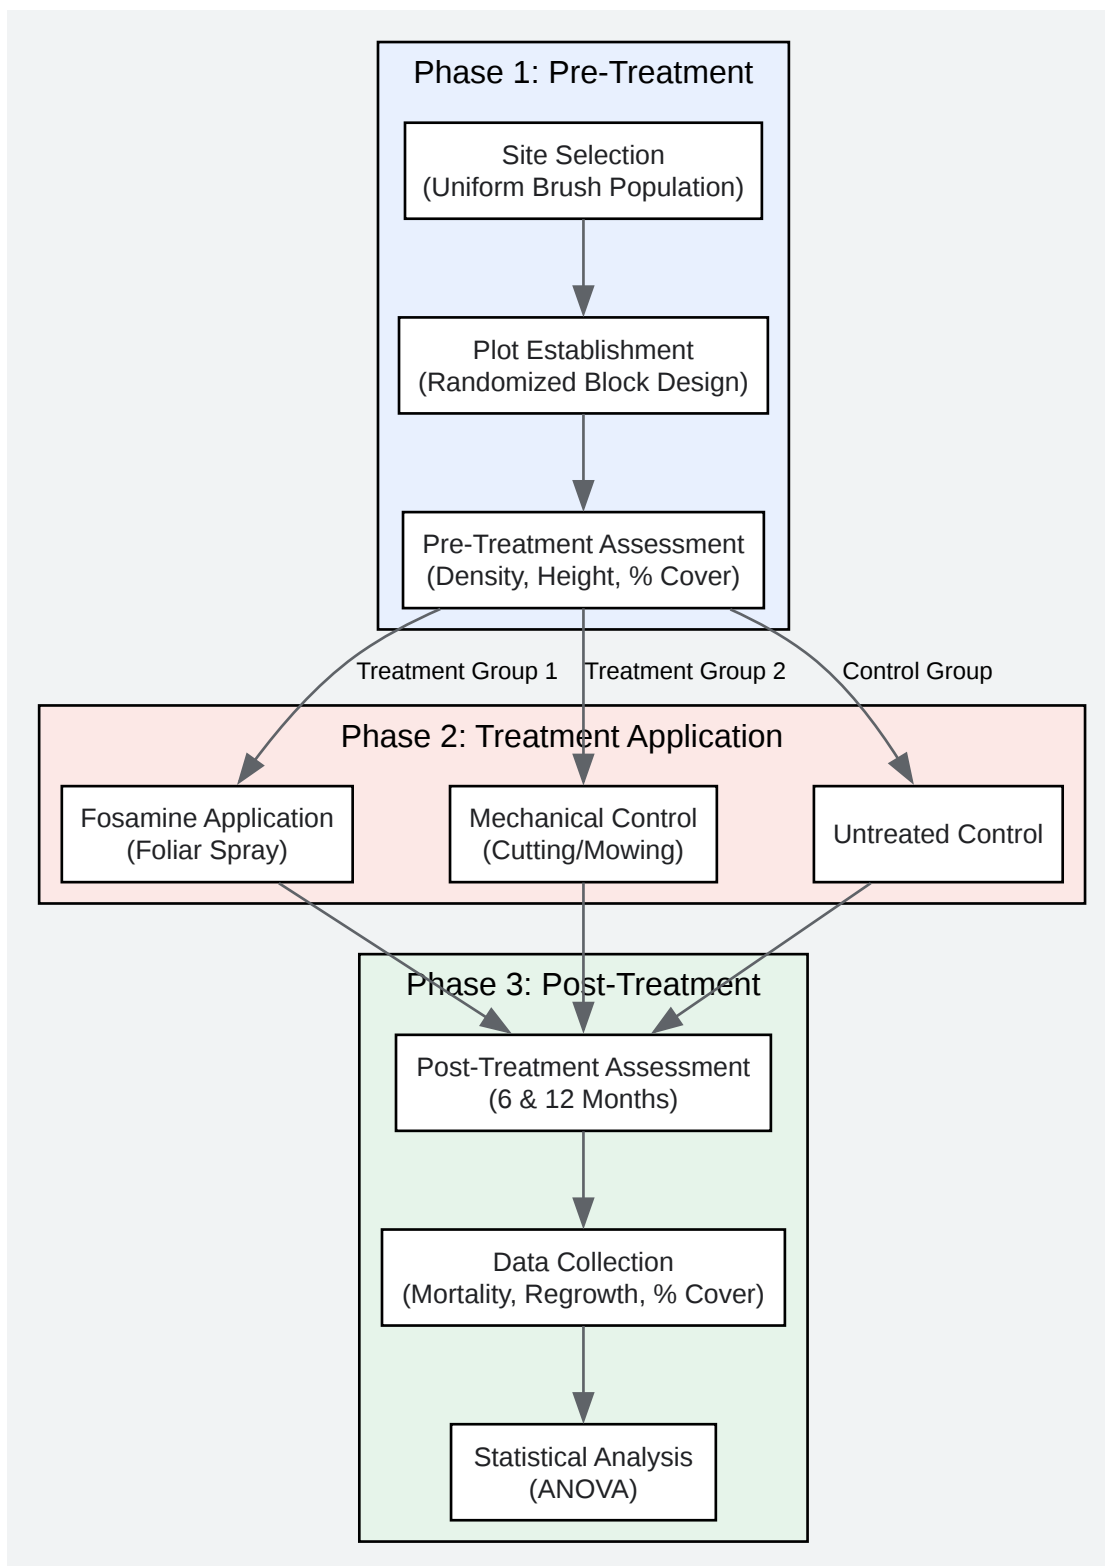 Phase 1: Pre-Treatment
Site Selection
(Uniform Brush Population)
Plot Establishment
(Randomized Block Design)
Pre-Treatment Assessment
(Density, Height, % Cover)
Treatment Group 1
Treatment Group 2
Control Group
Phase 2: Treatment Application
Fosamine Application
(Foliar Spray)
Mechanical Control
(Cutting/Mowing)
Untreated Control
Phase 3: Post-Treatment
Post-Treatment Assessment
(6 & 12 Months)
Data Collection
(Mortality, Regrowth, % Cover)
Statistical Analysis
(ANOVA)